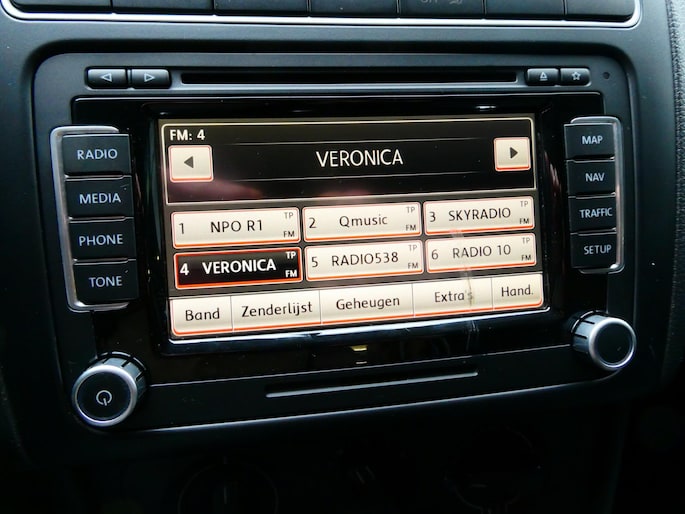 FM: 4
VERONICA
1 NPO R1 TP FM
2 Qmusic TP FM
3 SKYRADIO TP FM
4 VERONICA TP FM
5 RADIO538 FM
6 RADIO 10 FM
Band Zenderlijst Geheugen Extra's Hand.
RADIO
MEDIA
PHONE
TONE
MAP
NAV
TRAFFIC
SETUP